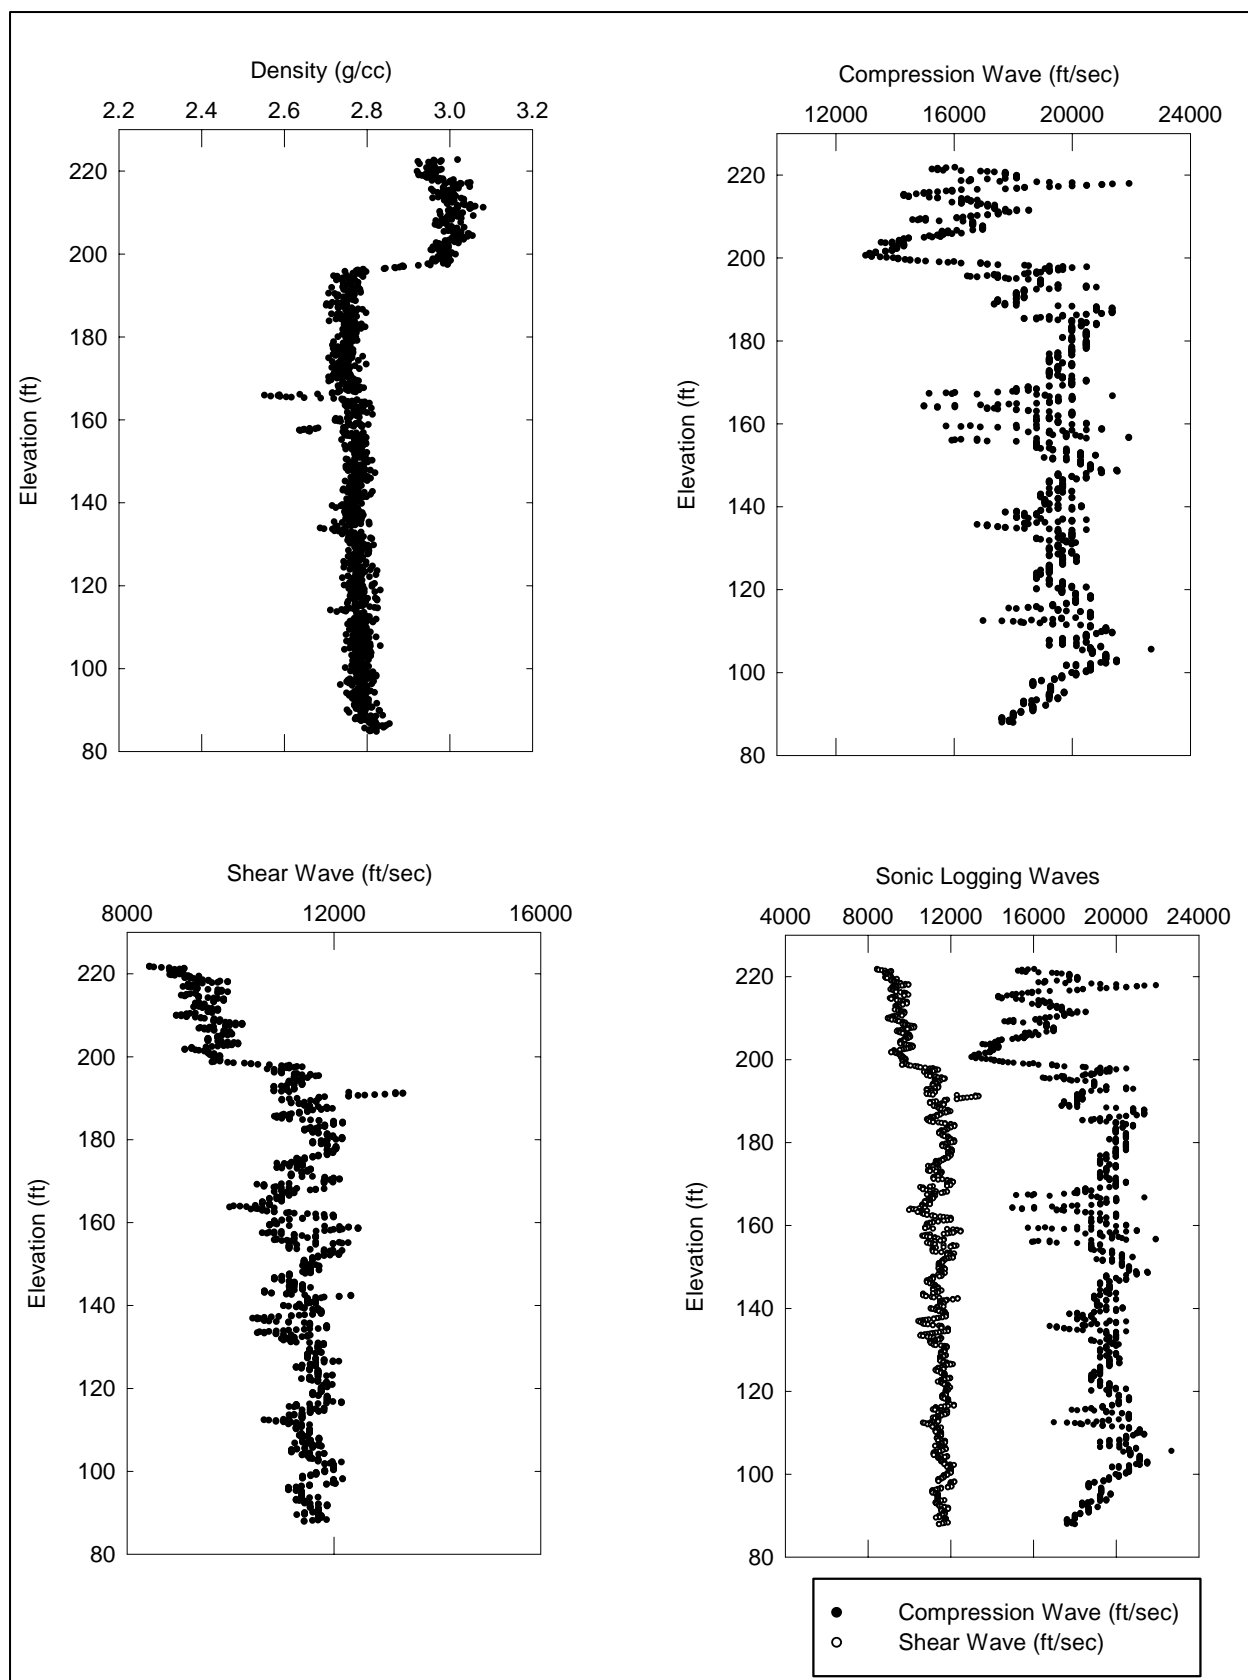 Density (g/cc)
2.2 2.4 2.6 2.8 3.0 3.2
220
200
180
160
140
120
100
80
Elevation (ft)
Compression Wave (ft/sec)
12000 16000 20000 24000
220
200
180
160
140
120
100
80
Elevation (ft)
Shear Wave (ft/sec)
8000 12000 16000
220
200
180
160
140
120
100
80
Elevation (ft)
Sonic Logging Waves
4000 8000 12000 16000 20000 24000
220
200
180
160
140
120
100
80
Elevation (ft)
Compression Wave (ft/sec)
Shear Wave (ft/sec)